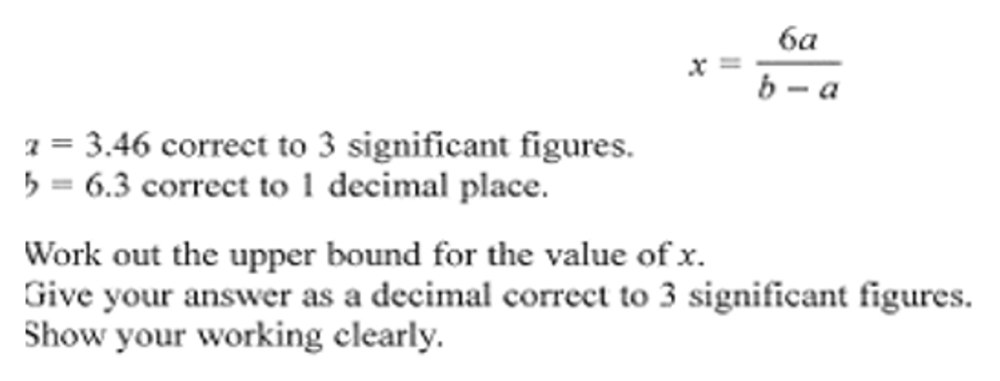 x = 6a / b − a
a = 3.46 correct to 3 significant figures.
b = 6.3 correct to 1 decimal place.
Work out the upper bound for the value of x.
Give your answer as a decimal correct to 3 significant figures.
Show your working clearly.